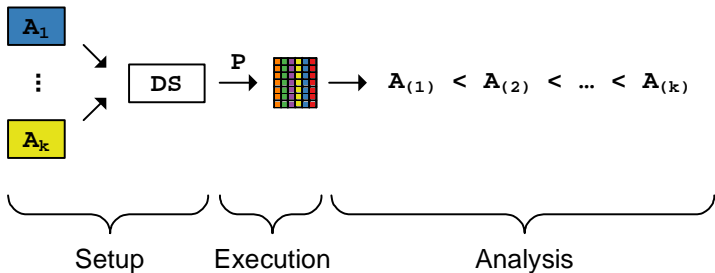 A1
⋮
Ak
DS
P
A(1) < A(2) < … < A(k)
Setup
Execution
Analysis